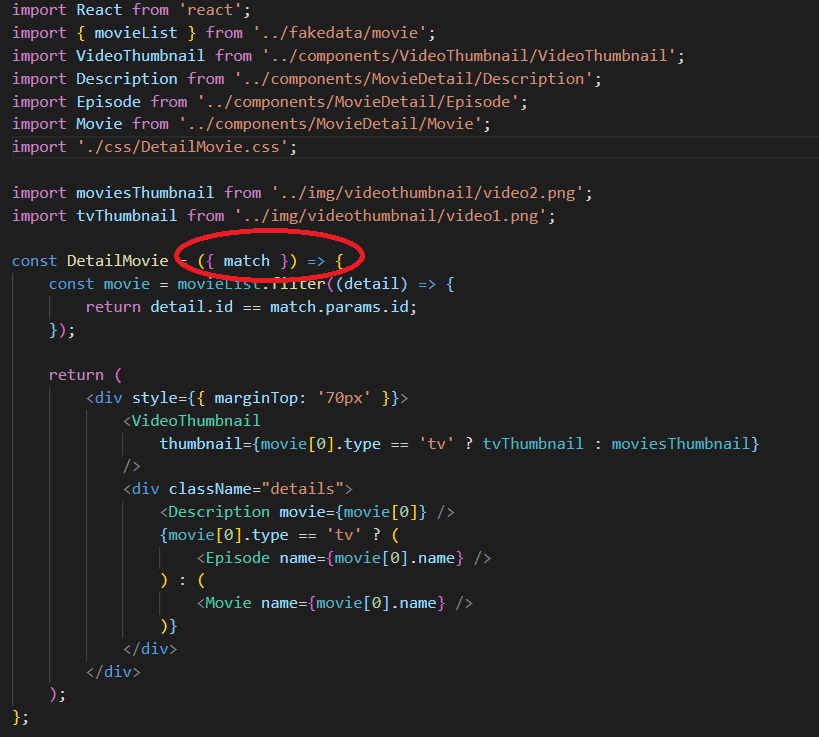 import React from 'react';
import { movieList } from '../fakedata/movie';
import VideoThumbnail from '../components/VideoThumbnail/VideoThumbnail';
import Description from '../components/MovieDetail/Description';
import Episode from '../components/MovieDetail/Episode';
import Movie from '../components/MovieDetail/Movie';
import './css/DetailMovie.css';

import moviesThumbnail from '../img/videothumbnail/video2.png';
import tvThumbnail from '../img/videothumbnail/video1.png';

const DetailMovie = ({ match }) => {
    const movie = movieList.filter((detail) => {
        return detail.id == match.params.id;
    });

    return (
        <div style={{ marginTop: '70px' }}>
            <VideoThumbnail
                thumbnail={movie[0].type == 'tv' ? tvThumbnail : moviesThumbnail}
            />
            <div className="details">
                <Description movie={movie[0]} />
                {movie[0].type == 'tv' ? (
                    <Episode name={movie[0].name} />
                ) : (
                    <Movie name={movie[0].name} />
                )}
            </div>
        </div>
    );
};